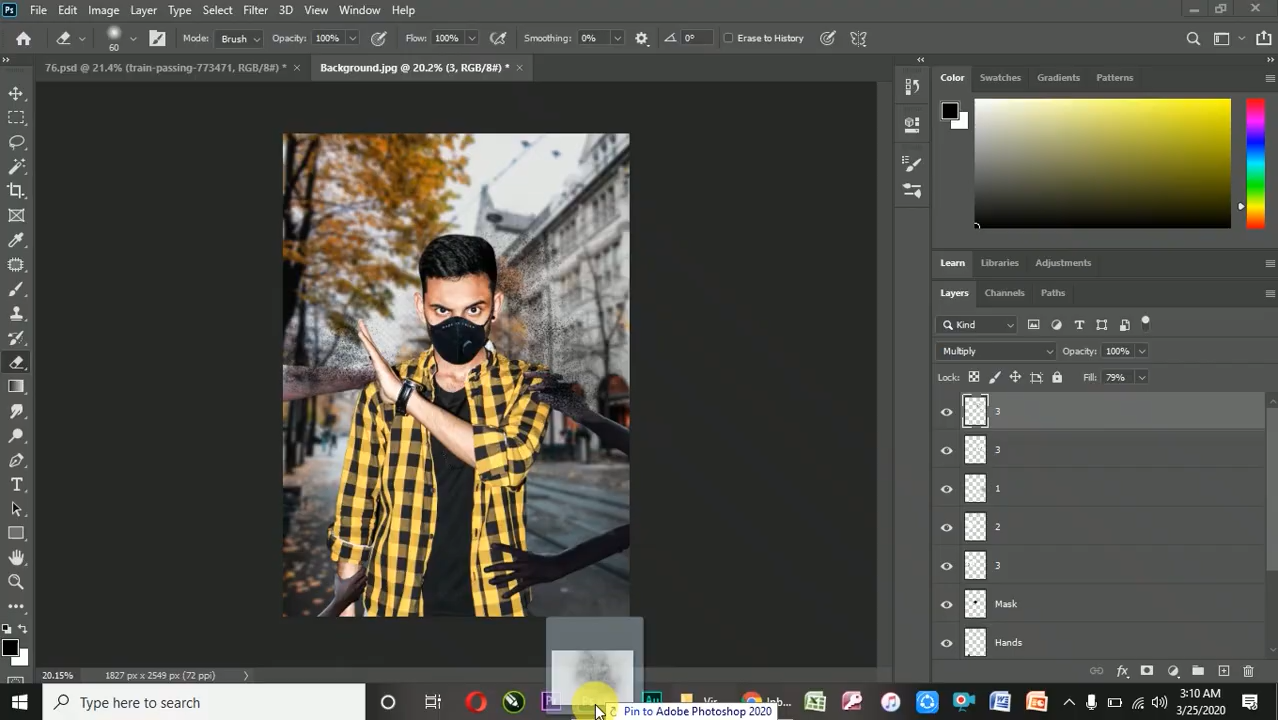 Ps File Edit Image Layer Type Select Filter 3D View Window Help
60 Mode: Brush Opacity: 100% Flow: 100% Smoothing: 0% 0° Erase to History
76.psd @ 21.4% (train-passing-773471, RGB/8#) * × Background.jpg @ 20.2% (3, RGB/8#) * ×
Color Swatches Gradients Patterns
Learn Libraries Adjustments
Layers Channels Paths
Kind
Multiply Opacity: 100%
Lock: Fill: 79%
3
3
1
2
3
Mask
Hands
20.15% 1827 px x 2549 px (72 ppi)
Type here to search
Pin to Adobe Photoshop 2020
3:10 AM
3/25/2020